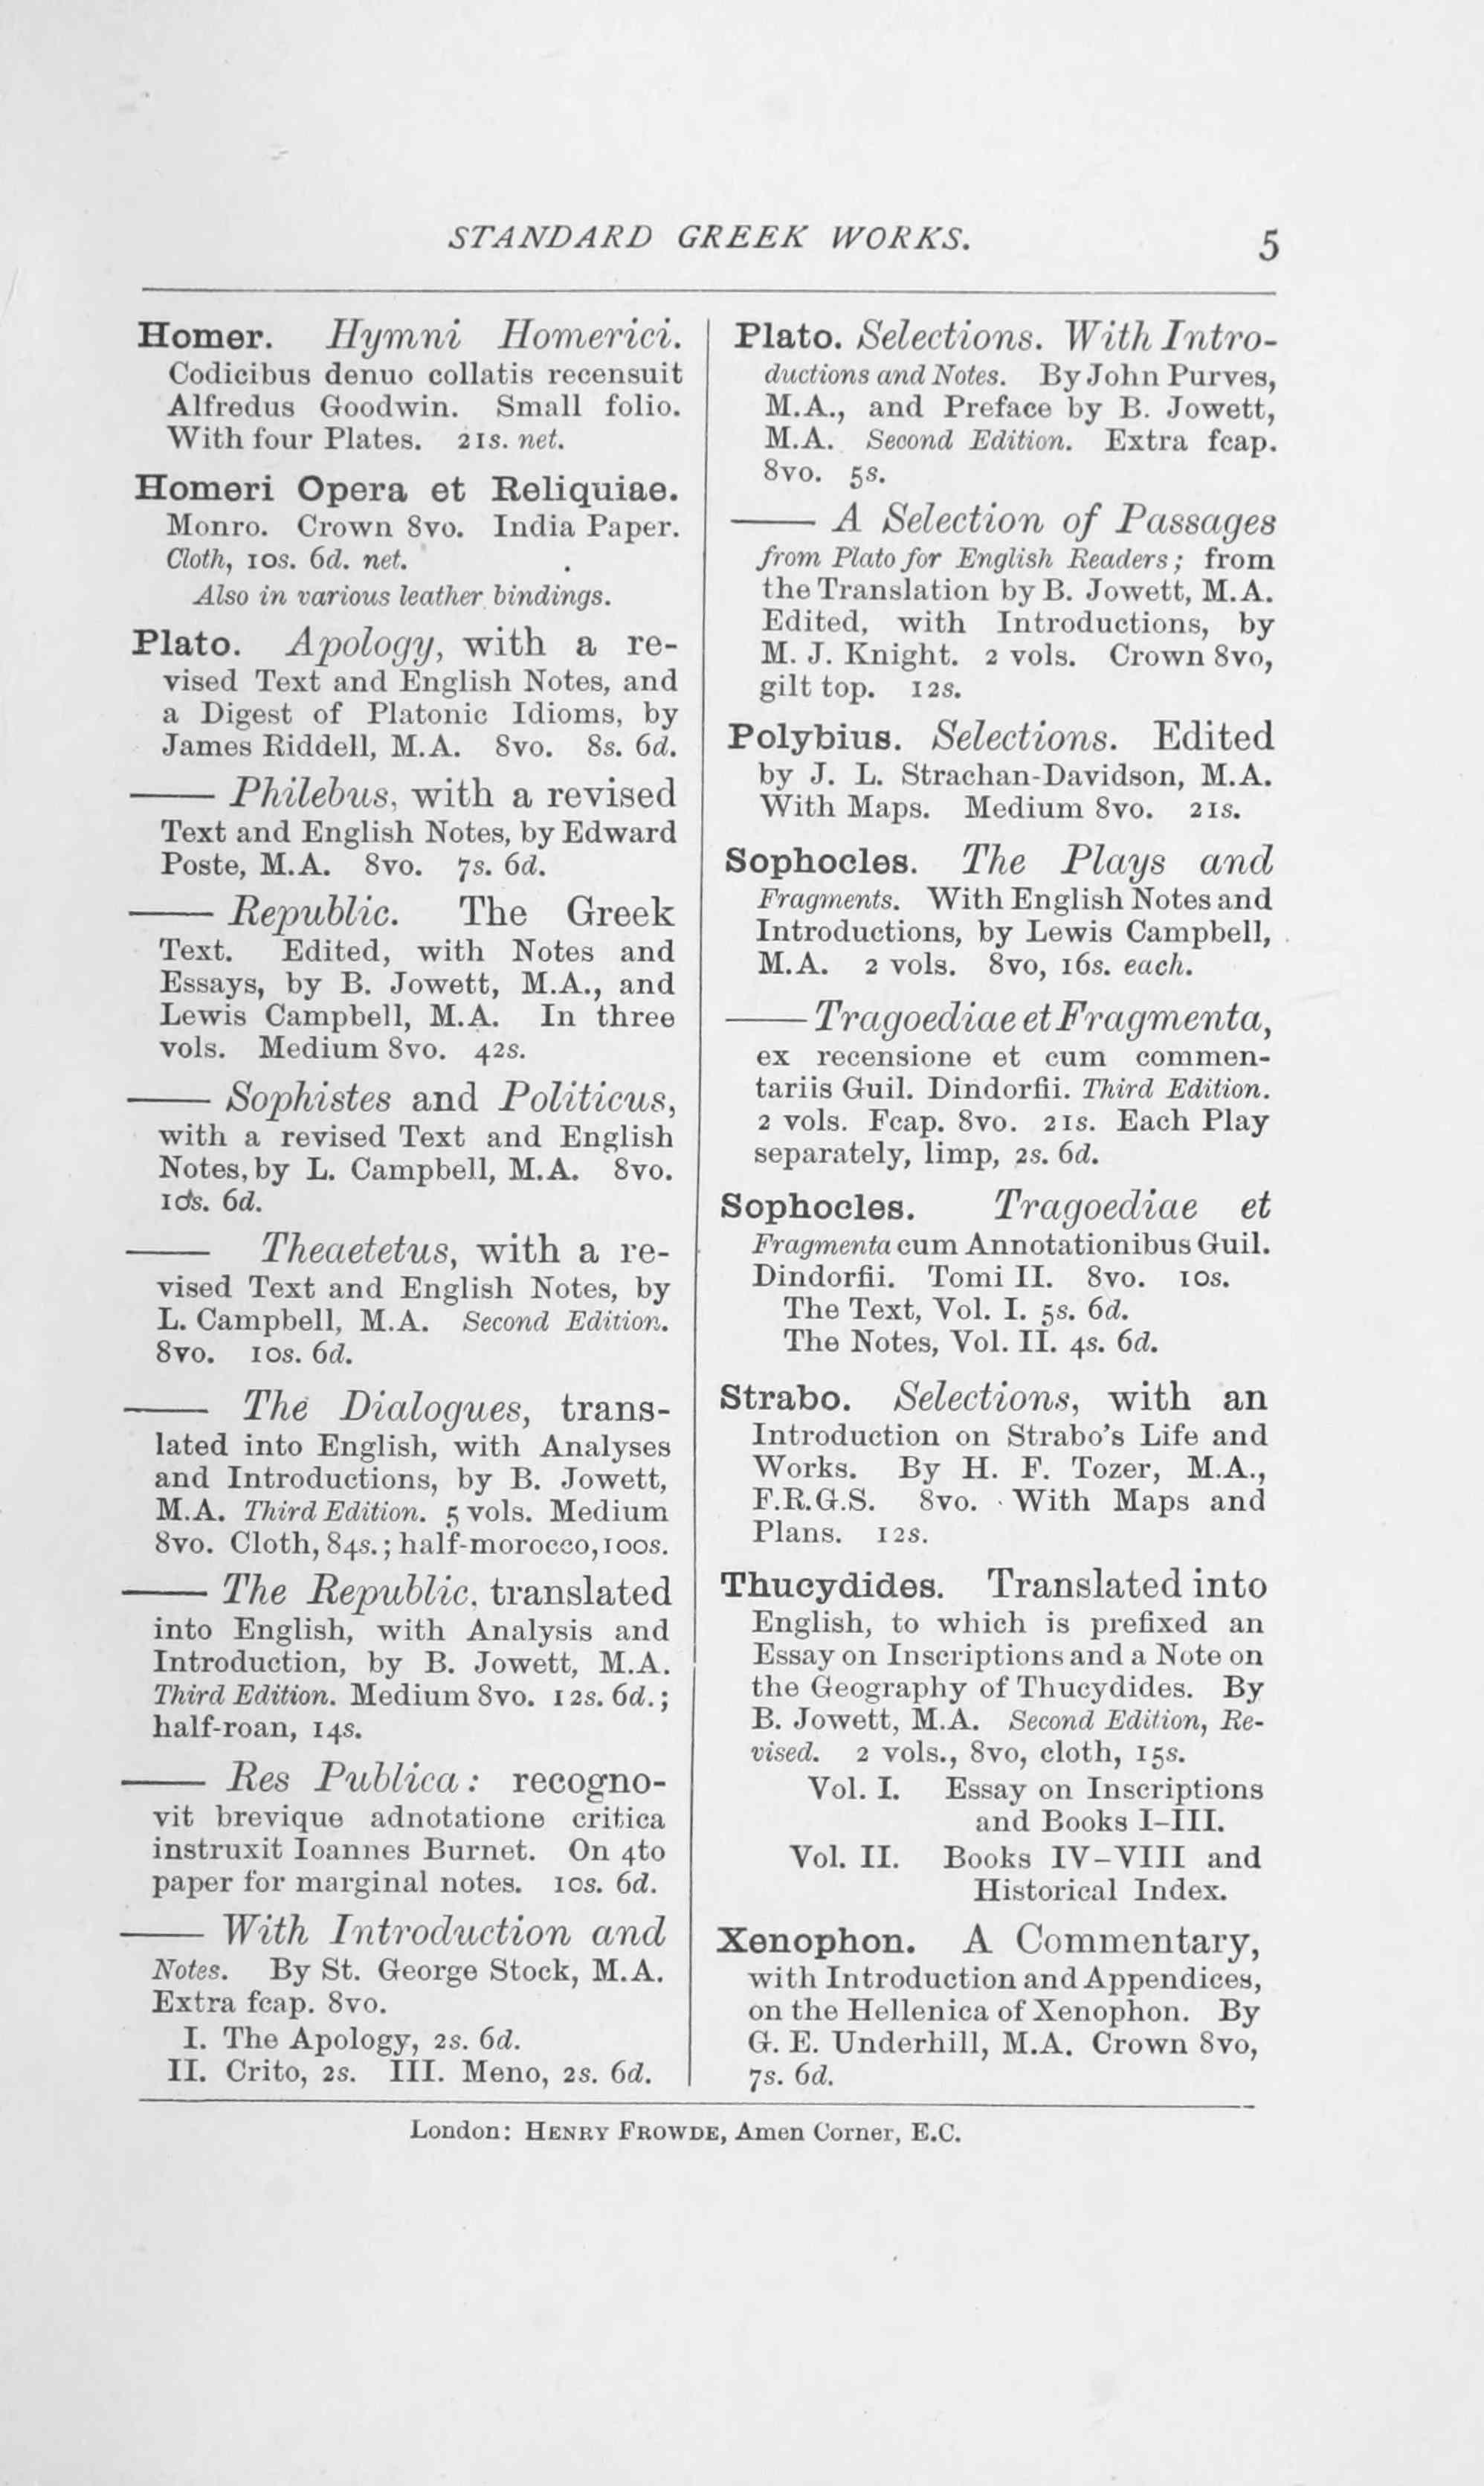 STANDARD GREEK WORKS. 5
Homer. Hymni Homerici.
Codicibus denuo collatis recensuit
Alfredus Goodwin. Small folio.
With four Plates. 21s. net.
Homeri Opera et Reliquiae.
Monro. Crown 8vo. India Paper.
Cloth, 10s. 6d. net.
Also in various leather bindings.
Plato. Apology, with a re-
vised Text and English Notes, and
a Digest of Platonic Idioms, by
James Riddell, M.A. 8vo. 8s. 6d.
—— Philebus, with a revised
Text and English Notes, by Edward
Poste, M.A. 8vo. 7s. 6d.
—— Republic. The Greek
Text. Edited, with Notes and
Essays, by B. Jowett, M.A., and
Lewis Campbell, M.A. In three
vols. Medium 8vo. 42s.
—— Sophistes and Politicus,
with a revised Text and English
Notes, by L. Campbell, M.A. 8vo.
10s. 6d.
—— Theaetetus, with a re-
vised Text and English Notes, by
L. Campbell, M.A. Second Edition.
8vo. 10s. 6d.
—— The Dialogues, trans-
lated into English, with Analyses
and Introductions, by B. Jowett,
M.A. Third Edition. 5 vols. Medium
8vo. Cloth, 84s.; half-morocco, 100s.
—— The Republic, translated
into English, with Analysis and
Introduction, by B. Jowett, M.A.
Third Edition. Medium 8vo. 12s. 6d.;
half-roan, 14s.
—— Res Publica: recogno-
vit brevique adnotatione critica
instruxit Ioannes Burnet. On 4to
paper for marginal notes. 10s. 6d.
—— With Introduction and
Notes. By St. George Stock, M.A.
Extra fcap. 8vo.
I. The Apology, 2s. 6d.
II. Crito, 2s. III. Meno, 2s. 6d.
Plato. Selections. With Intro-
ductions and Notes. By John Purves,
M.A., and Preface by B. Jowett,
M.A. Second Edition. Extra fcap.
8vo. 5s.
—— A Selection of Passages
from Plato for English Readers; from
the Translation by B. Jowett, M.A.
Edited, with Introductions, by
M. J. Knight. 2 vols. Crown 8vo,
gilt top. 12s.
Polybius. Selections. Edited
by J. L. Strachan-Davidson, M.A.
With Maps. Medium 8vo. 21s.
Sophocles. The Plays and
Fragments. With English Notes and
Introductions, by Lewis Campbell,
M.A. 2 vols. 8vo, 16s. each.
—— Tragoediae et Fragmenta,
ex recensione et cum commen-
tariis Guil. Dindorfii. Third Edition.
2 vols. Fcap. 8vo. 21s. Each Play
separately, limp, 2s. 6d.
Sophocles. Tragoediae et
Fragmenta cum Annotationibus Guil.
Dindorfii. Tomi II. 8vo. 10s.
The Text, Vol. I. 5s. 6d.
The Notes, Vol. II. 4s. 6d.
Strabo. Selections, with an
Introduction on Strabo's Life and
Works. By H. F. Tozer, M.A.,
F.R.G.S. 8vo. With Maps and
Plans. 12s.
Thucydides. Translated into
English, to which is prefixed an
Essay on Inscriptions and a Note on
the Geography of Thucydides. By
B. Jowett, M.A. Second Edition, Re-
vised. 2 vols., 8vo, cloth, 15s.
Vol. I. Essay on Inscriptions
and Books I–III.
Vol. II. Books IV–VIII and
Historical Index.
Xenophon. A Commentary,
with Introduction and Appendices,
on the Hellenica of Xenophon. By
G. E. Underhill, M.A. Crown 8vo,
7s. 6d.
London: HENRY FROWDE, Amen Corner, E.C.